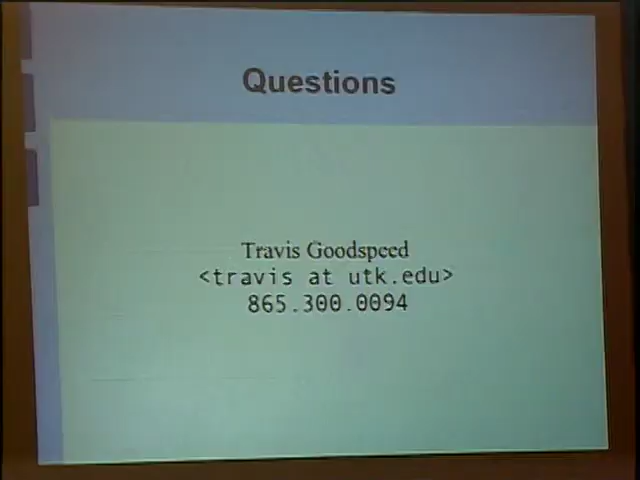 Questions
Travis Goodspeed
<travis at utk.edu>
865.300.0094